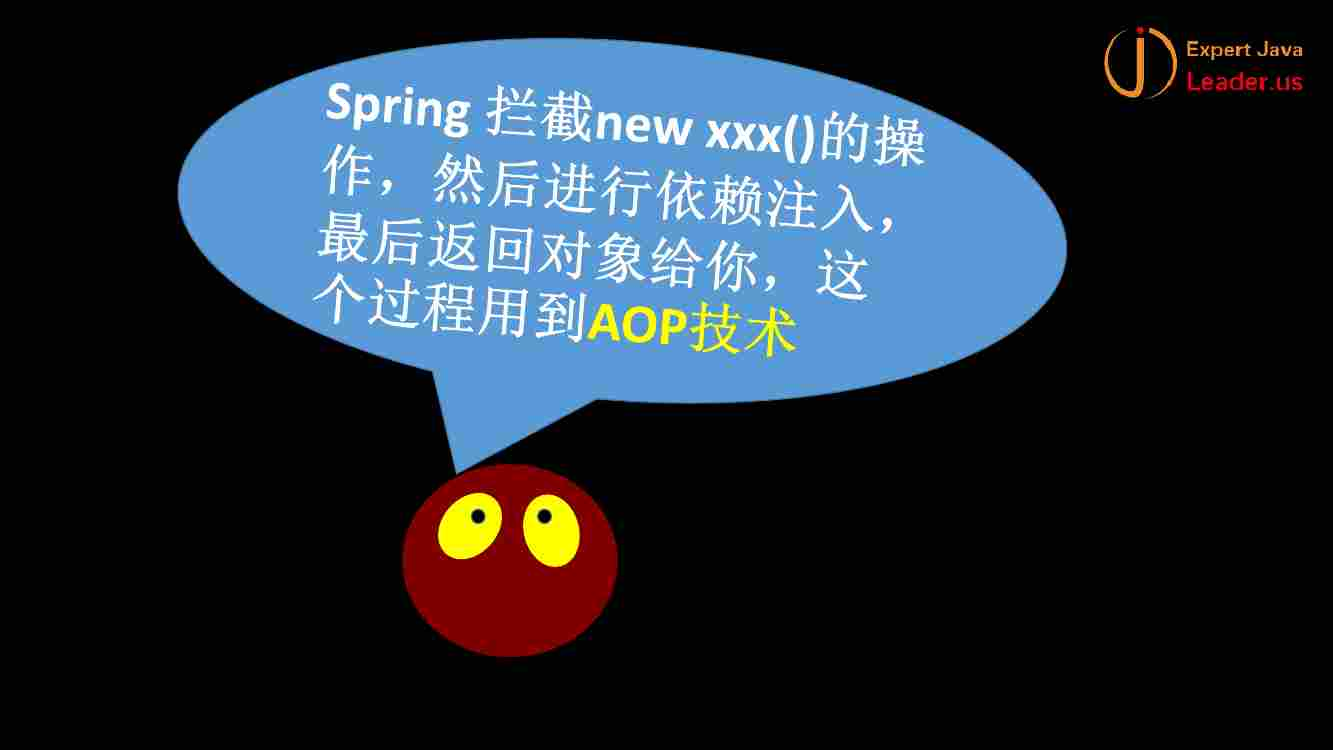 Expert Java
Leader.us
Spring 拦截new xxx()的操
作，然后进行依赖注入，
最后返回对象给你，这
个过程用到AOP技术